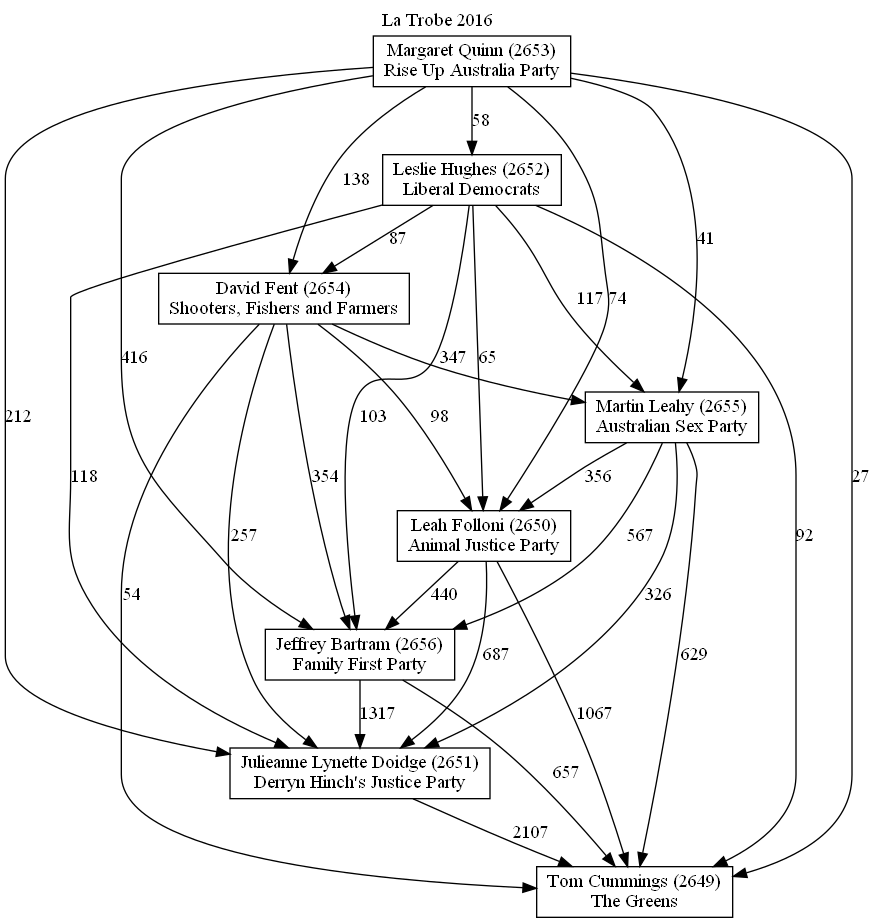 La Trobe 2016
Margaret Quinn (2653)
Rise Up Australia Party
58
Leslie Hughes (2652)
Liberal Democrats
138
87
41
David Fent (2654)
Shooters, Fishers and Farmers
117
74
416
347
65
Martin Leahy (2655)
Australian Sex Party
212
103
98
118
354
356
27
Leah Folloni (2650)
Animal Justice Party
257
567
92
54
440
326
Jeffrey Bartram (2656)
Family First Party
687
629
1317
1067
Julieanne Lynette Doidge (2651)
Derryn Hinch's Justice Party
657
2107
Tom Cummings (2649)
The Greens